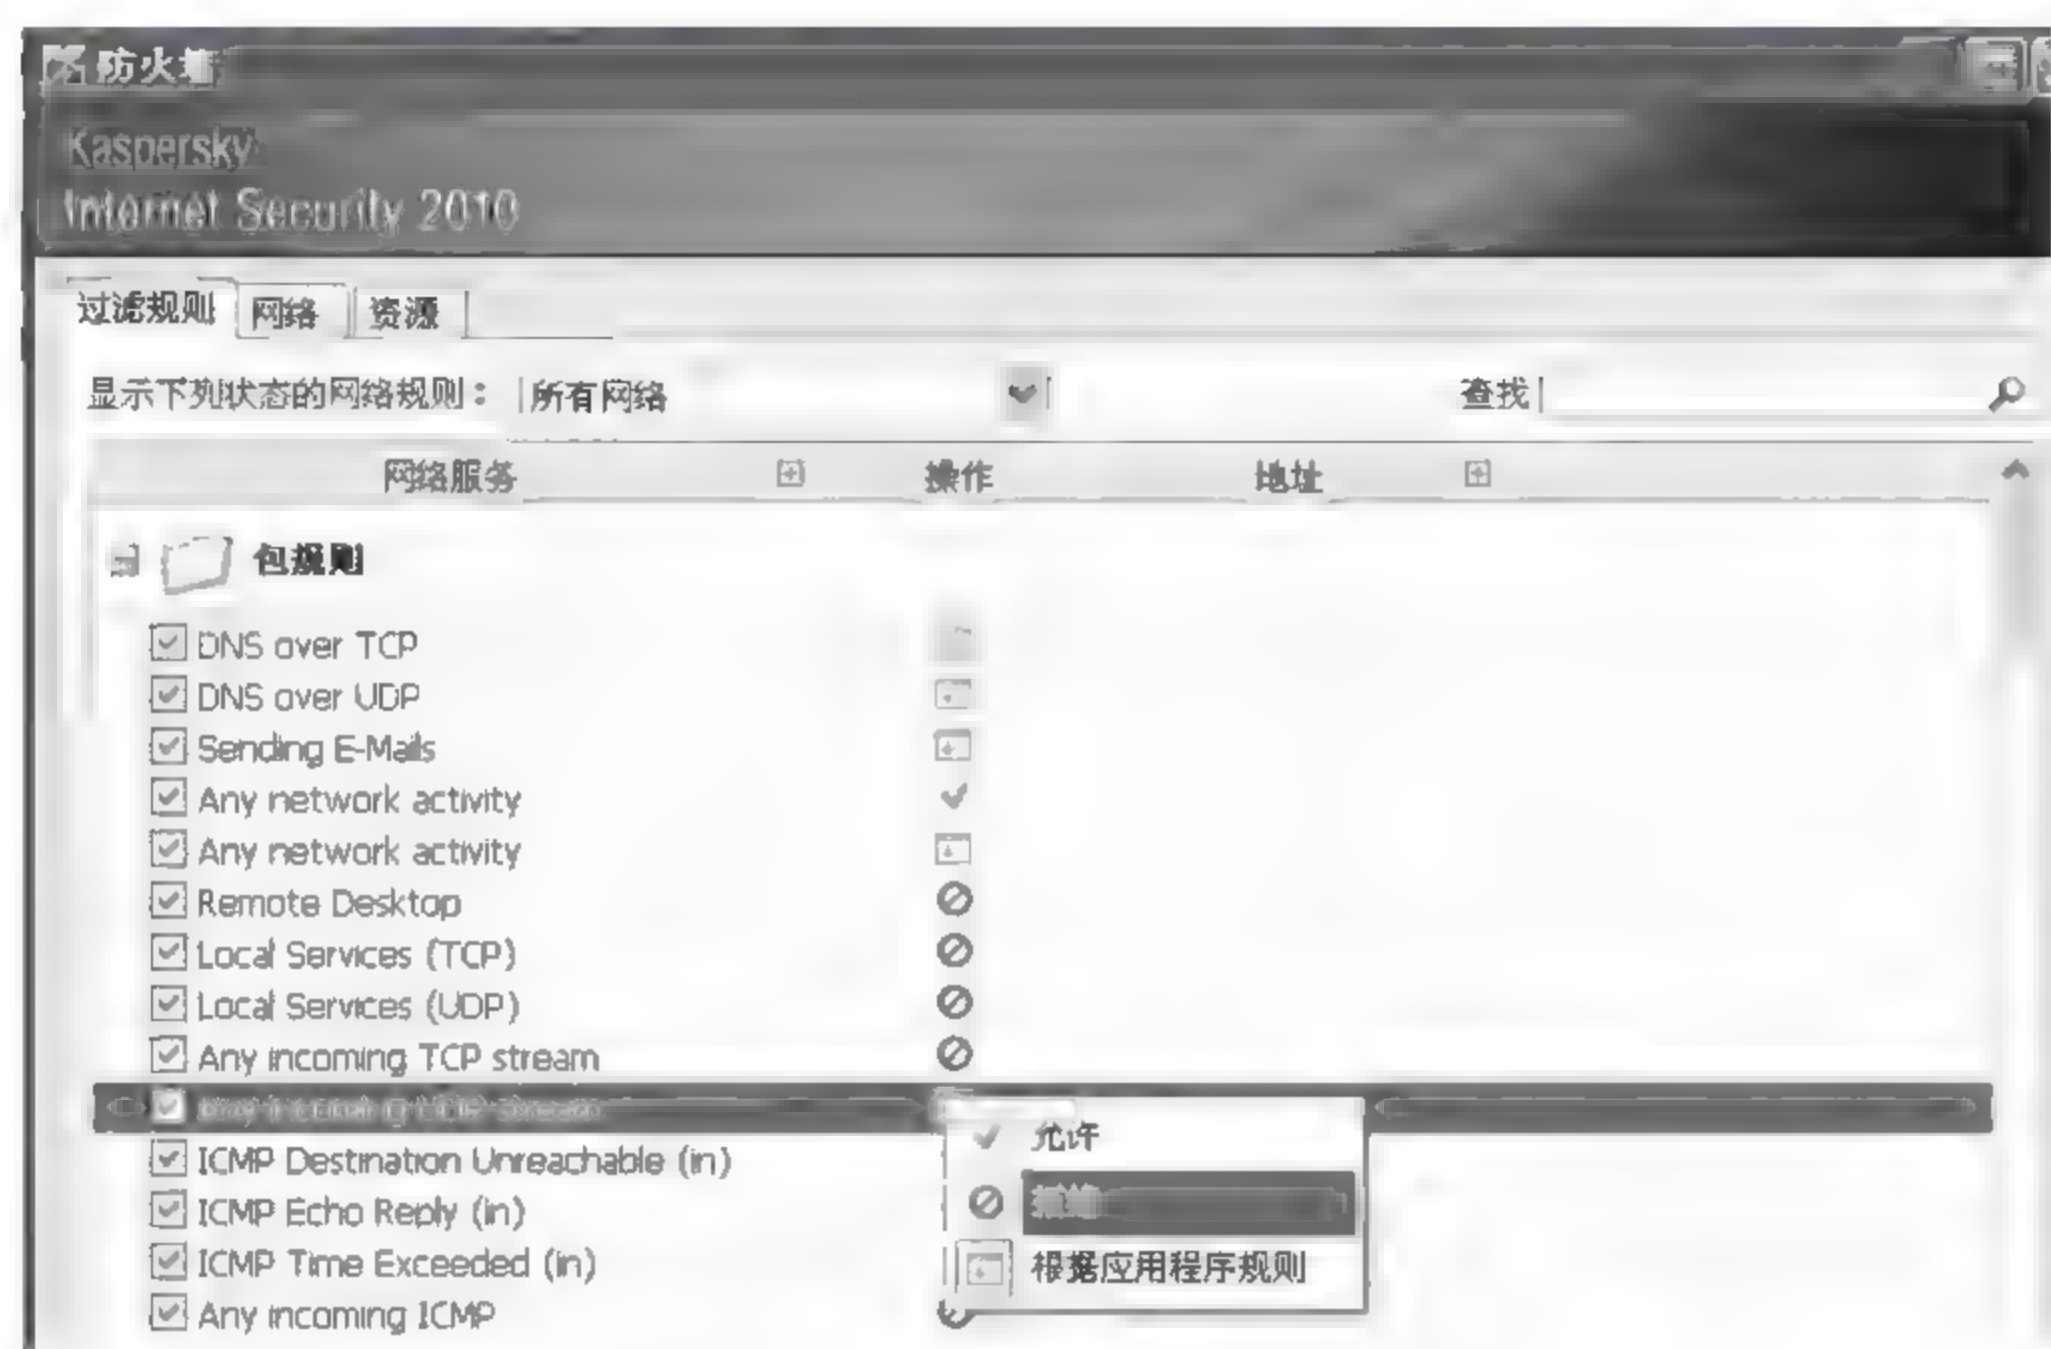 防火墙
Kaspersky
Internet Security 2010
过滤规则 网络 资源
显示下列状态的网络规则： 所有网络 查找
网络服务 操作 地址
包规则
DNS over TCP
DNS over UDP
Sending E-Mails
Any network activity
Any network activity
Remote Desktop
Local Services (TCP)
Local Services (UDP)
Any incoming TCP stream
Any incoming UDP stream
允许
ICMP Destination Unreachable (in)
ICMP Echo Reply (in)
根据应用程序规则
ICMP Time Exceeded (in)
Any incoming ICMP